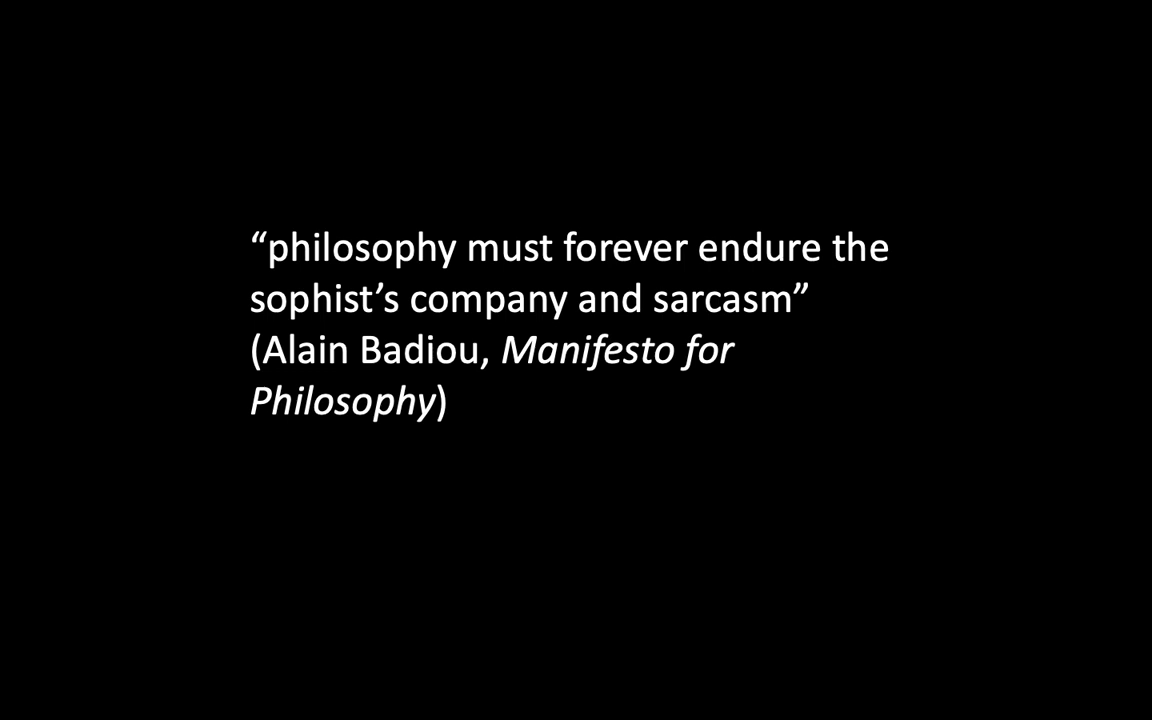 “philosophy must forever endure the
sophist’s company and sarcasm”
(Alain Badiou, Manifesto for
Philosophy)